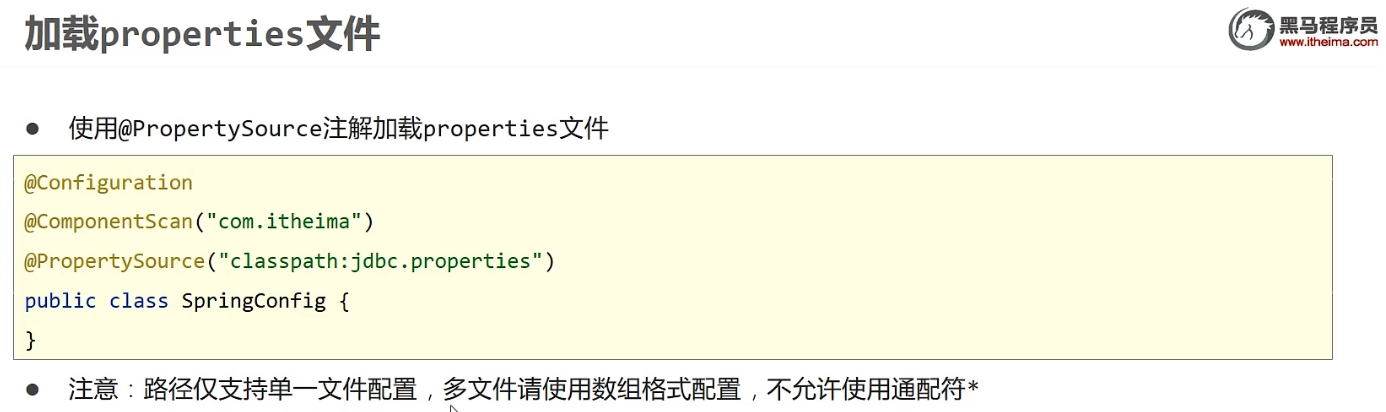 加载properties文件
黑马程序员
www.itheima.com
● 使用@PropertySource注解加载properties文件
@Configuration
@ComponentScan("com.itheima")
@PropertySource("classpath:jdbc.properties")
public class SpringConfig {
}
● 注意：路径仅支持单一文件配置，多文件请使用数组格式配置，不允许使用通配符*